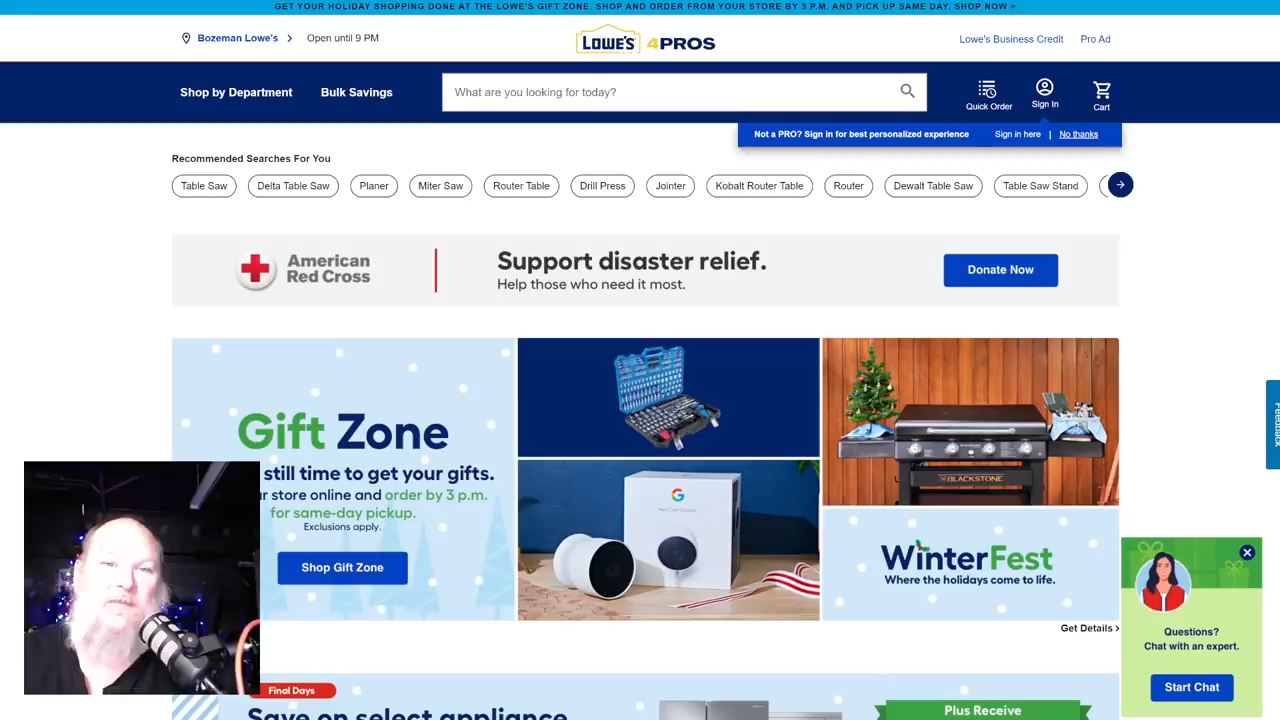 GET YOUR HOLIDAY SHOPPING DONE AT THE LOWE'S GIFT ZONE. SHOP AND ORDER FROM YOUR STORE BY 3 P.M. AND PICK UP SAME DAY. SHOP NOW >
Bozeman Lowe's
Open until 9 PM
LOWE'S 4PROS
Lowe's Business Credit
Pro Ad
Shop by Department
Bulk Savings
What are you looking for today?
Quick Order
Sign In
Cart
Not a PRO? Sign in for best personalized experience
Sign in here | No thanks
Recommended Searches For You
Table Saw
Delta Table Saw
Planer
Miter Saw
Router Table
Drill Press
Jointer
Kobalt Router Table
Router
Dewalt Table Saw
Table Saw Stand
American
Red Cross
Support disaster relief.
Help those who need it most.
Donate Now
Gift Zone
still time to get your gifts.
store online and order by 3 p.m.
for same-day pickup.
Exclusions apply.
Shop Gift Zone
G
BLACKSTONE
WinterFest
Where the holidays come to life.
Get Details >
Feedback
Questions?
Chat with an expert.
Start Chat
Final Days
Save on select appliance
Plus Receive